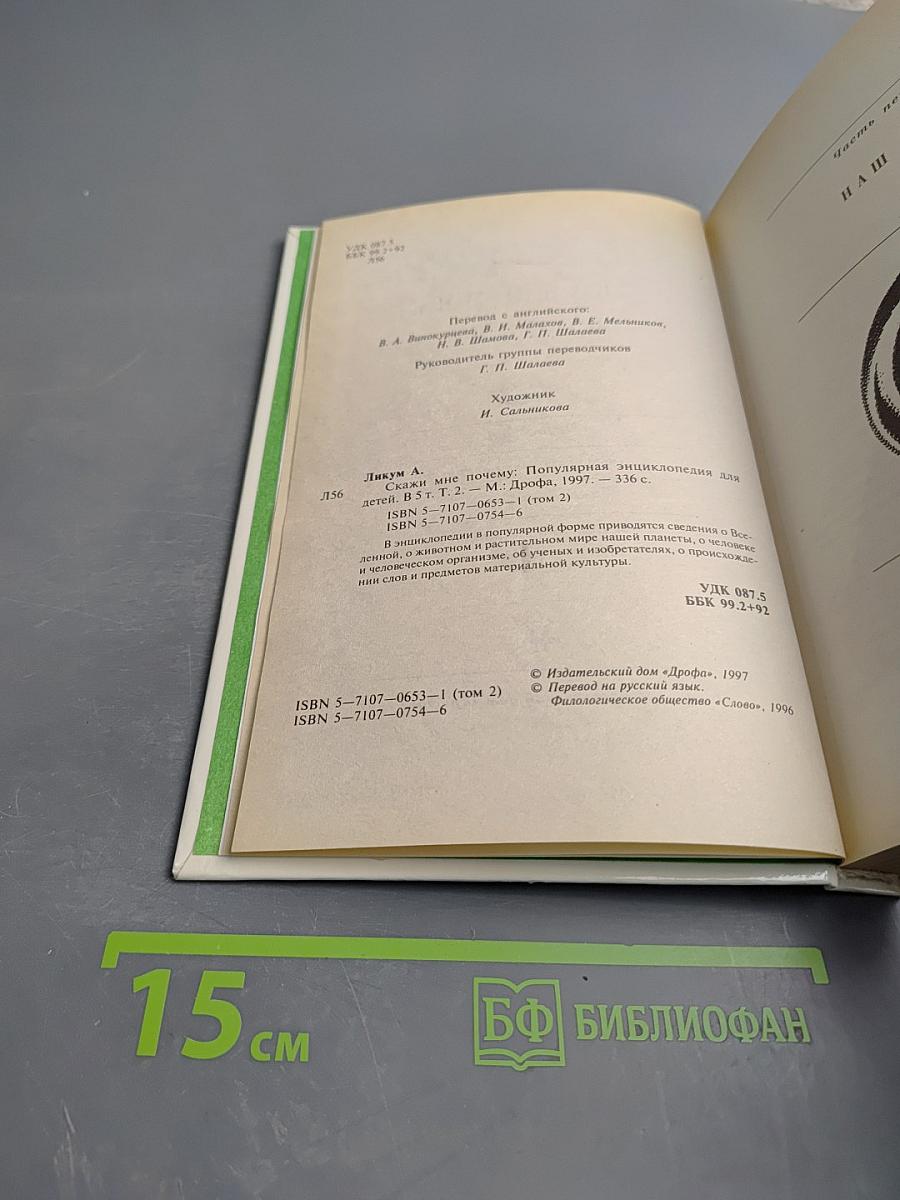 УДК 087.5
ББК 99.2+92
Л56
Перевод с английского:
В. А. Винокурчева, В. И. Малахов, В. Е. Мельников,
Н. В. Шамова, Г. П. Шалаева
Руководитель группы переводчиков
Г. П. Шалаева
Художник
И. Сальникова
Ликум А.
Л56 Скажи мне почему: Популярная энциклопедия для
детей. В 5 т. Т. 2. — М.: Дрофа, 1997. — 336 с.
ISBN 5—7107—0653—1 (том 2)
ISBN 5—7107—0754—6
В энциклопедии в популярной форме приводятся сведения о Все-
ленной, о животном и растительном мире нашей планеты, о человеке
и человеческом организме, об ученых и изобретателях, о происхожде-
нии слов и предметов материальной культуры.
УДК 087.5
ББК 99.2+92
ISBN 5—7107—0653—1 (том 2)
ISBN 5—7107—0754—6
© Издательский дом «Дрофа», 1997
© Перевод на русский язык.
Филологическое общество «Слово», 1996
Часть пе
НАШ
15 см
БФ БИБЛИОФАН